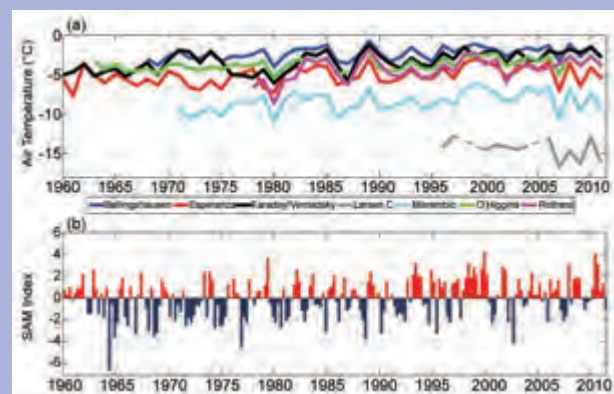 (a)
Air Temperature (°C)
0
-5
-10
-15
1960 1965 1970 1975 1980 1985 1990 1995 2000 2005 2010
Bellingshausen Esperanza Faraday/Vernadsky Larsen C Marambio O'Higgins Rothera
(b)
SAM Index
6
4
2
0
-2
-4
-6
1960 1965 1970 1975 1980 1985 1990 1995 2000 2005 2010